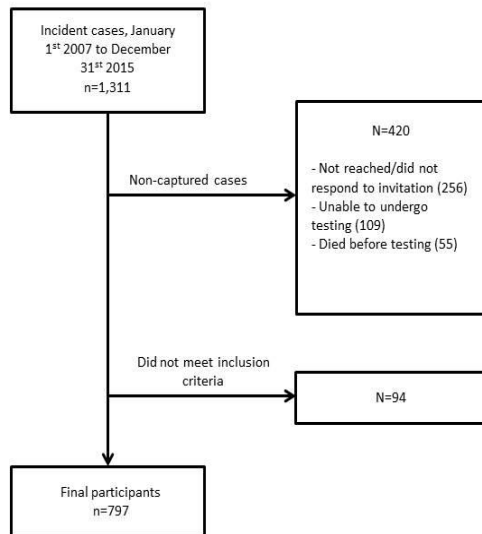 Incident cases, January
1st 2007 to December
31st 2015
n=1,311
N=420
- Not reached/did not
respond to invitation (256)
- Unable to undergo
testing (109)
- Died before testing (55)
Non-captured cases
Did not meet inclusion
criteria
N=94
Final participants
n=797